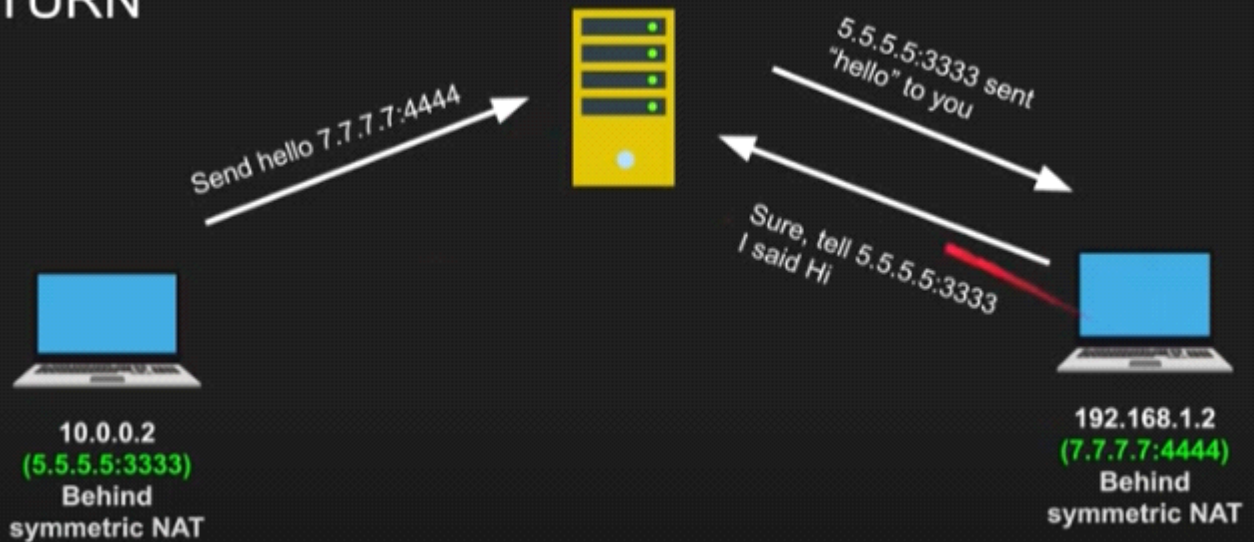 TURN
Send hello 7.7.7.7:4444
5.5.5.5:3333 sent
“hello” to you
Sure, tell 5.5.5.5:3333
I said Hi
10.0.0.2
(5.5.5.5:3333)
Behind
symmetric NAT
192.168.1.2
(7.7.7.7:4444)
Behind
symmetric NAT